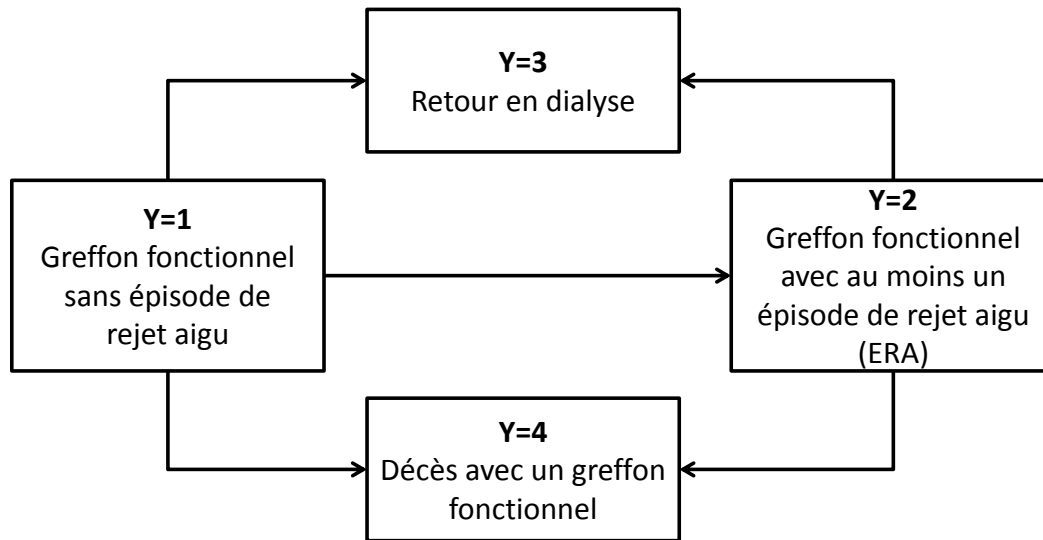 Y=3
Retour en dialyse
Y=1
Greffon fonctionnel
sans épisode de
rejet aigu
Y=2
Greffon fonctionnel
avec au moins un
épisode de rejet aigu
(ERA)
Y=4
Décès avec un greffon
fonctionnel